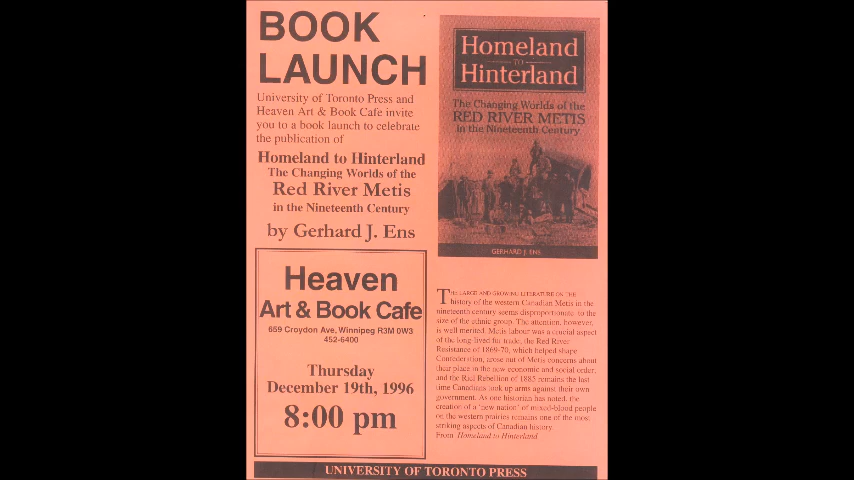 BOOK
LAUNCH
University of Toronto Press and
Heaven Art & Book Cafe invite
you to a book launch to celebrate
the publication of
Homeland to Hinterland
The Changing Worlds of the
Red River Metis
in the Nineteenth Century
by Gerhard J. Ens
Heaven
Art & Book Cafe
659 Croydon Ave, Winnipeg R3M 0W3
452-6400
Thursday
December 19th, 1996
8:00 pm
Homeland
TO
Hinterland
The Changing Worlds of the
RED RIVER METIS
in the Nineteenth Century
GERHARD J. ENS
THE LARGE AND GROWING LITERATURE ON THE
history of the western Canadian Metis in the
nineteenth century seems disproportionate to the
size of the ethnic group. The attention, however,
is well merited. Metis labour was a crucial aspect
of the long-lived fur trade, the Red River
Resistance of 1869-70, which helped shape
Confederation, arose out of Metis concerns about
their place in the new economic and social order,
and the Riel Rebellion of 1885 remains the last
time Canadians took up arms against their own
government. As one historian has noted, the
creation of a 'new nation' of mixed-blood people
on the western prairies remains one of the most
striking aspects of Canadian history.
From Homeland to Hinterland
UNIVERSITY OF TORONTO PRESS